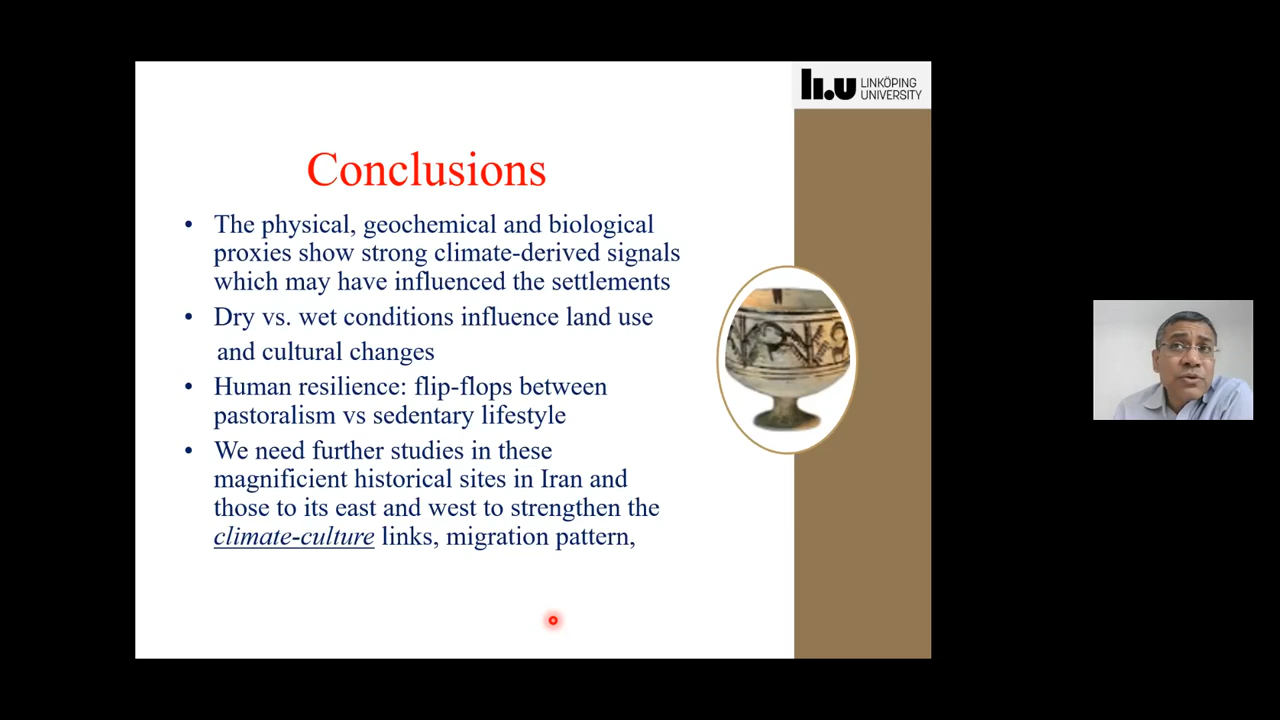 li.u LINKÖPING
UNIVERSITY
Conclusions
• The physical, geochemical and biological
proxies show strong climate-derived signals
which may have influenced the settlements
• Dry vs. wet conditions influence land use
and cultural changes
• Human resilience: flip-flops between
pastoralism vs sedentary lifestyle
• We need further studies in these
magnificient historical sites in Iran and
those to its east and west to strengthen the
climate-culture links, migration pattern,